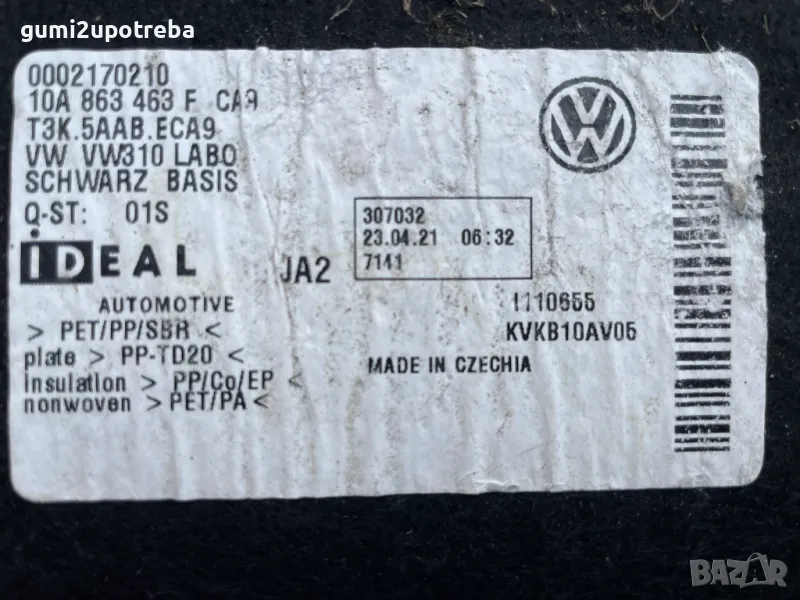 gumi2upotreba
0002170210
10A 863 463 F CA9
T3K.5AAB.ECA9
VW VW310 LABO
SCHWARZ BASIS
Q-ST: 01S
IDEAL
AUTOMOTIVE
JA2
307032
23.04.21 06:32
7141
1110655
KVKB10AV05
> PET/PP/SBR <
plate > PP-TD20 <
insulation > PP/Co/EP <
nonwoven > PET/PA <
MADE IN CZECHIA
VW
BAZAR